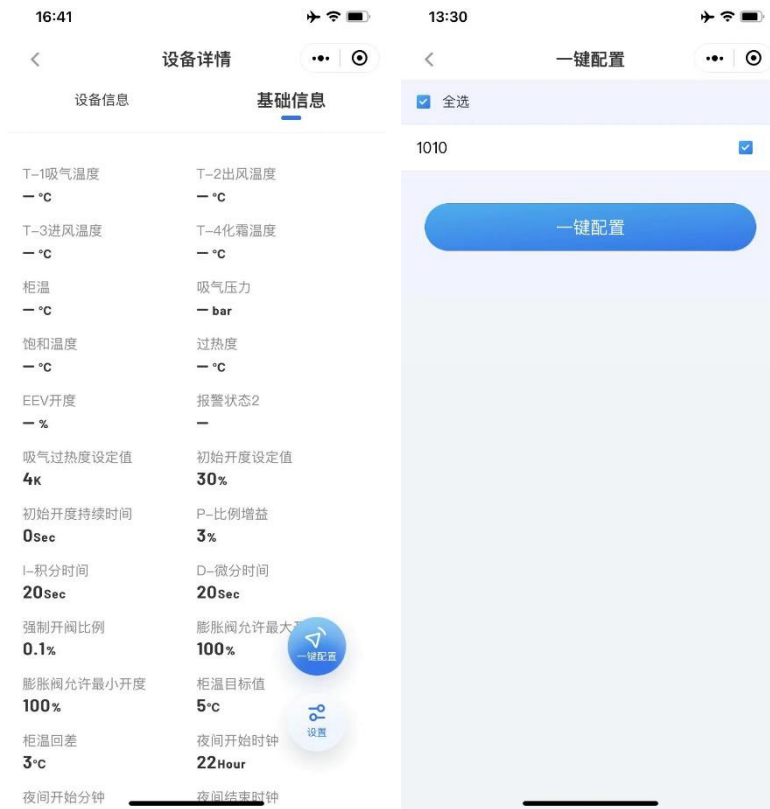 16:41
设备详情
设备信息 基础信息
T-1吸气温度 T-2出风温度
— °C — °C
T-3进风温度 T-4化霜温度
— °C — °C
柜温 吸气压力
— °C — bar
饱和温度 过热度
— °C — °C
EEV开度 报警状态2
— % —
吸气过热度设定值 初始开度设定值
4K 30%
初始开度持续时间 P-比例增益
0Sec 3%
I-积分时间 D-微分时间
20Sec 20Sec
强制开阀比例 膨胀阀允许最大
0.1% 100%
一键配置
膨胀阀允许最小开度 柜温目标值
100% 5°C
设置
柜温回差 夜间开始时钟
3°C 22Hour
夜间开始分钟 夜间结束时钟
13:30
一键配置
全选
1010
一键配置